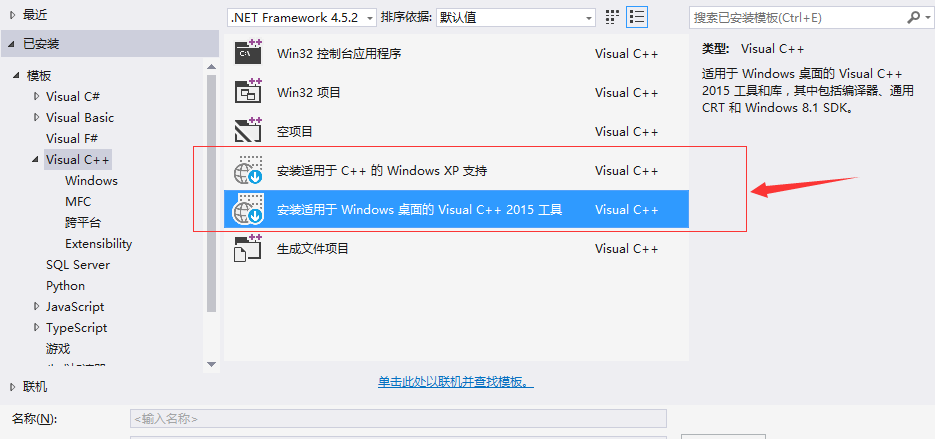 最近
.NET Framework 4.5.2 排序依据: 默认值
搜索已安装模板(Ctrl+E)
已安装
模板
Visual C#
Visual Basic
Visual F#
Visual C++
Windows
MFC
跨平台
Extensibility
SQL Server
Python
JavaScript
TypeScript
游戏
联机
Win32 控制台应用程序 Visual C++
Win32 项目 Visual C++
空项目 Visual C++
安装适用于 C++ 的 Windows XP 支持 Visual C++
安装适用于 Windows 桌面的 Visual C++ 2015 工具 Visual C++
生成文件项目 Visual C++
单击此处以联机并查找模板。
类型: Visual C++
适用于 Windows 桌面的 Visual C++
2015 工具和库，其中包括编译器、通用
CRT 和 Windows 8.1 SDK。
名称(N): <输入名称>